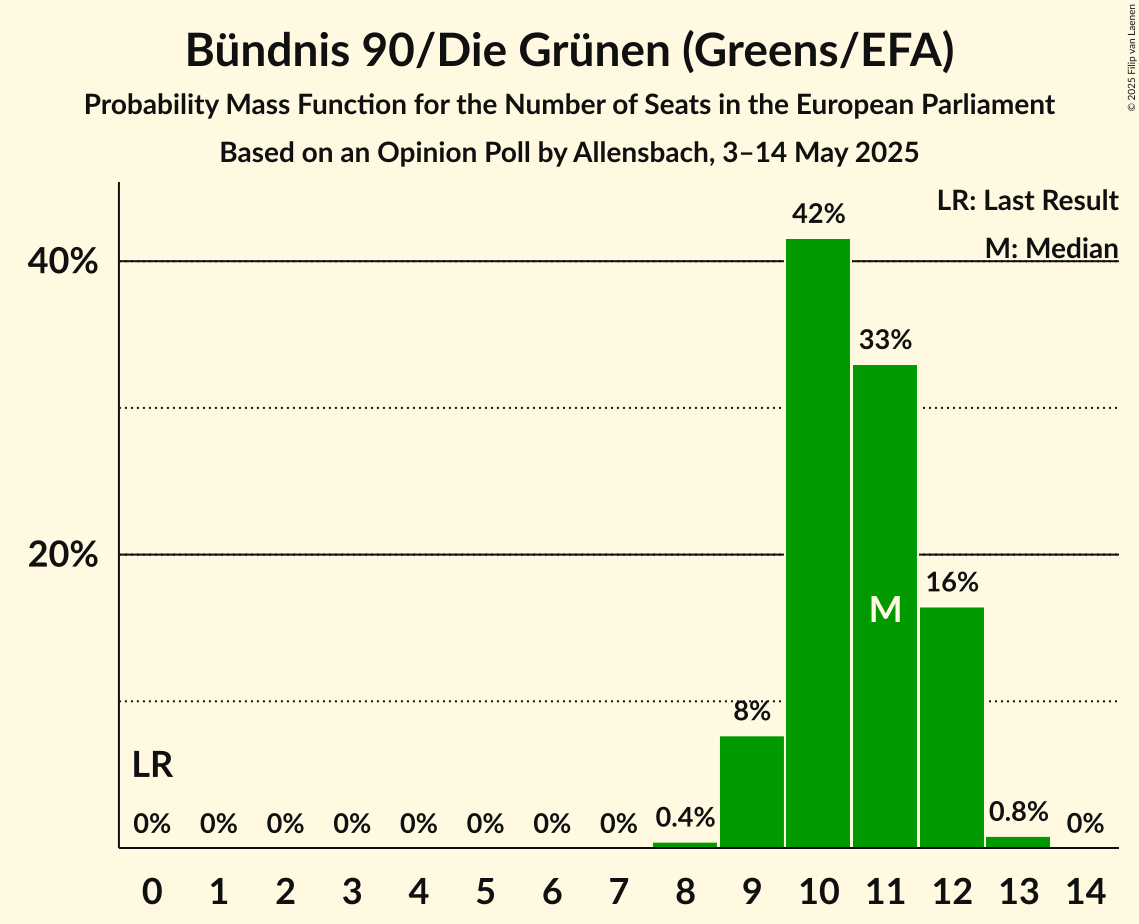 Bündnis 90/Die Grünen (Greens/EFA)
Probability Mass Function for the Number of Seats in the European Parliament
Based on an Opinion Poll by Allensbach, 3–14 May 2025
© 2025 Filip van Laenen
LR: Last Result
M: Median
40%
20%
42%
33%
16%
M
8%
LR
0% 0% 0% 0% 0% 0% 0% 0% 0.4% 0.8% 0%
0 1 2 3 4 5 6 7 8 9 10 11 12 13 14